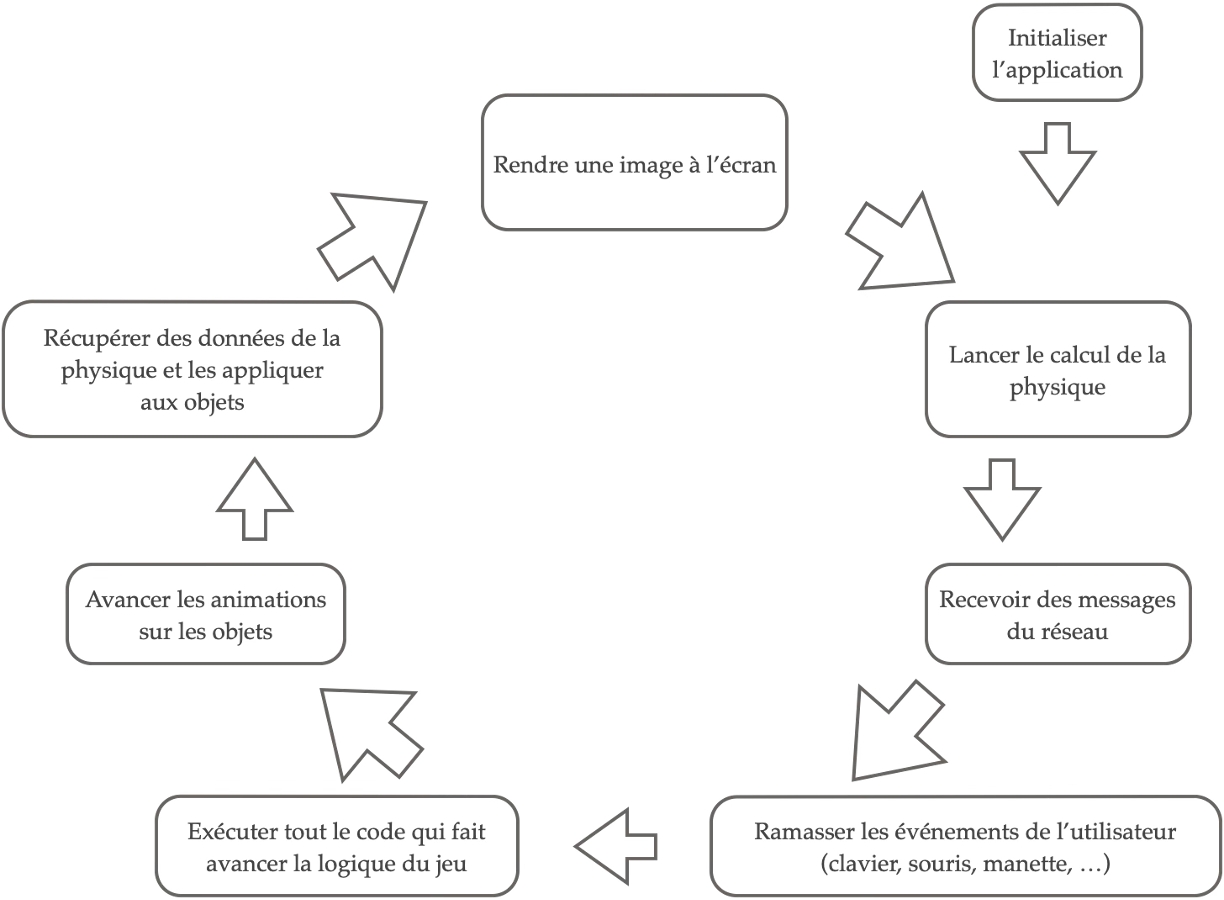 Initialiser
l'application
Rendre une image à l'écran
Lancer le calcul de la
physique
Recevoir des messages
du réseau
Ramasser les événements de l'utilisateur
(clavier, souris, manette, …)
Exécuter tout le code qui fait
avancer la logique du jeu
Avancer les animations
sur les objets
Récupérer des données de la
physique et les appliquer
aux objets